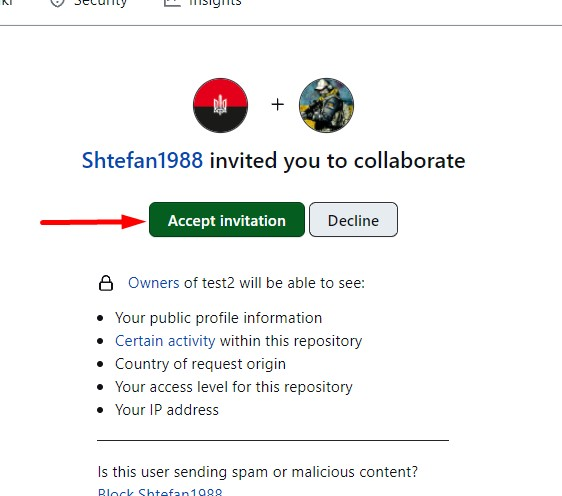 Security Insights
Shtefan1988 invited you to collaborate
Accept invitation Decline
Owners of test2 will be able to see:
Your public profile information
Certain activity within this repository
Country of request origin
Your access level for this repository
Your IP address
Is this user sending spam or malicious content?
Block Shtefan1988